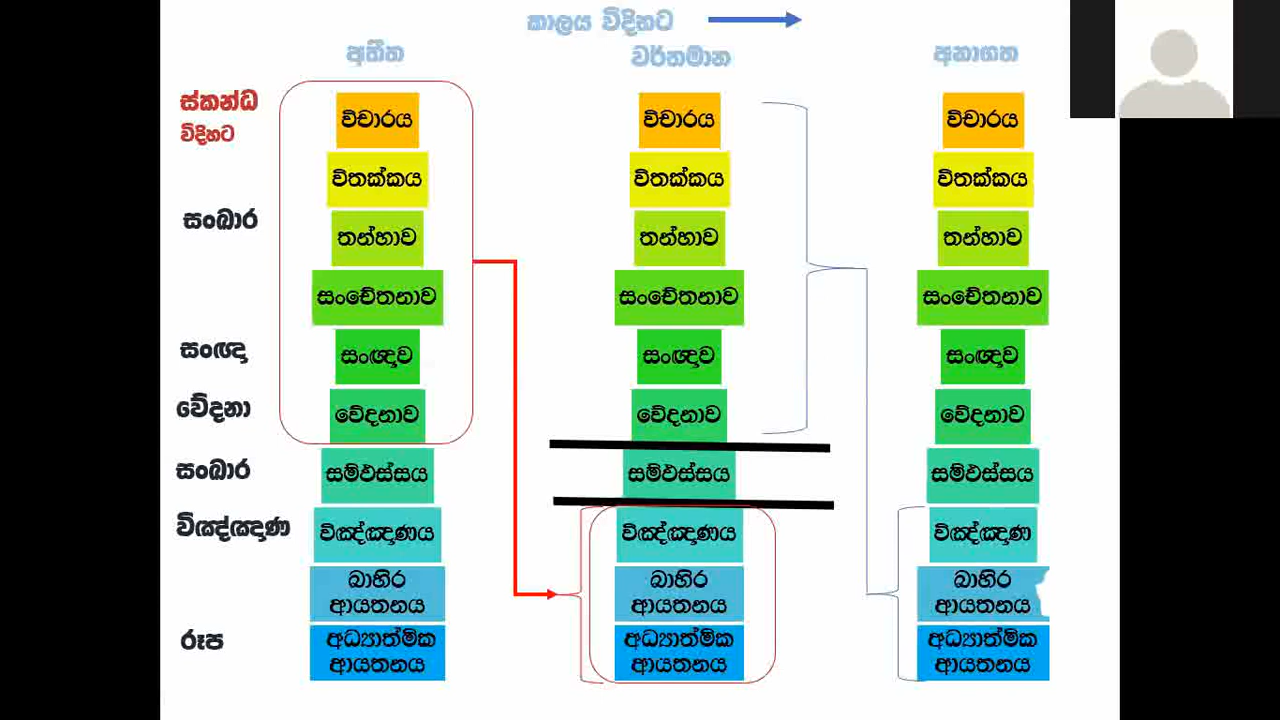 කාලය විදිහට
අතීත වර්තමාන අනාගත
ස්කන්ධ
විදිහට
විචාරය විචාරය විචාරය
විතක්කය විතක්කය විතක්කය
සංඛාර
තන්හාව තන්හාව තන්හාව
සංචේතනාව සංචේතනාව සංචේතනාව
සංඥා
සංඥාව සංඥාව සංඥාව
වේදනා
වේදනාව වේදනාව වේදනාව
සංඛාර
සම්ඵස්සය සම්ඵස්සය සම්ඵස්සය
විඤ්ඤාණ
විඤ්ඤාණය විඤ්ඤාණය විඤ්ඤාණ
බාහිර බාහිර බාහිර
ආයතනය ආයතනය ආයතනය
රූප
අධ්‍යාත්මික අධ්‍යාත්මික අධ්‍යාත්මික
ආයතනය ආයතනය ආයතනය